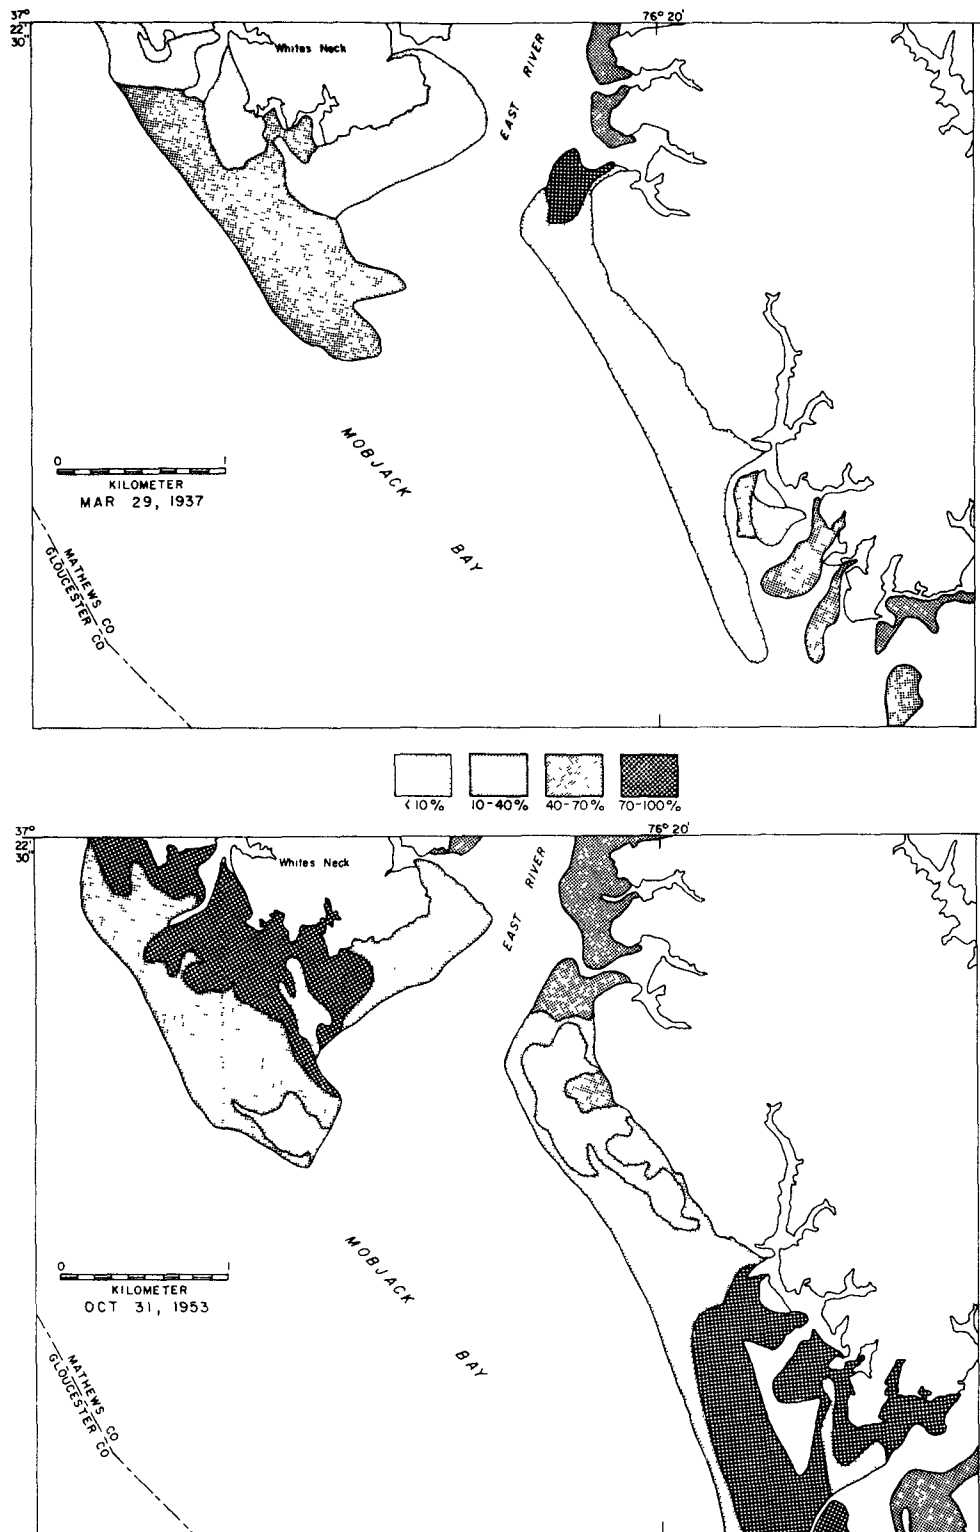 37°
22'
30"
76° 20'
Whites Neck
EAST RIVER
MOBJACK
BAY
0 1
KILOMETER
MAR 29, 1937
MATHEWS CO
GLOUCESTER CO
<10% 10-40% 40-70% 70-100%
37°
22'
30"
76° 20'
Whites Neck
EAST RIVER
MOBJACK
BAY
0 1
KILOMETER
OCT 31, 1953
MATHEWS CO
GLOUCESTER CO